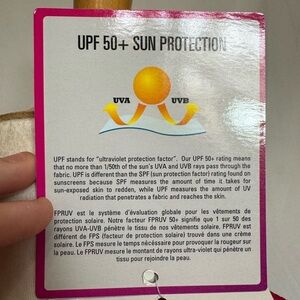 UPF 50+ SUN PROTECTION
UVA UVB
UPF stands for "ultraviolet protection factor". Our UPF 50+ rating means
that no more than 1/50th of the sun's UVA and UVB rays pass through the
fabric. UPF is different than the SPF (sun protection factor) rating found on
sunscreens because SPF measures the amount of time it takes for
sun-exposed skin to redden, while UPF measures the amount of UV
radiation that penetrates a fabric and reaches the skin.
FPRUV est le système d'évaluation globale pour les vêtements de
protection solaire. Notre facteur FPRUV 50+ signifie que 1 sur 50 des
rayons UVA-UVB pénètre le tissu de nos vêtements solaire. FPRUV est
différent de FPS (facteur de protection solaire) trouvé dans une crème
solaire. Le FPS mesure le temps nécessaire pour provoquer la rougeur sur
la peau. Le FPRUV mesure le montant de rayons ultra-violet qui pénètre un
tissu pour rejoindre la peau.